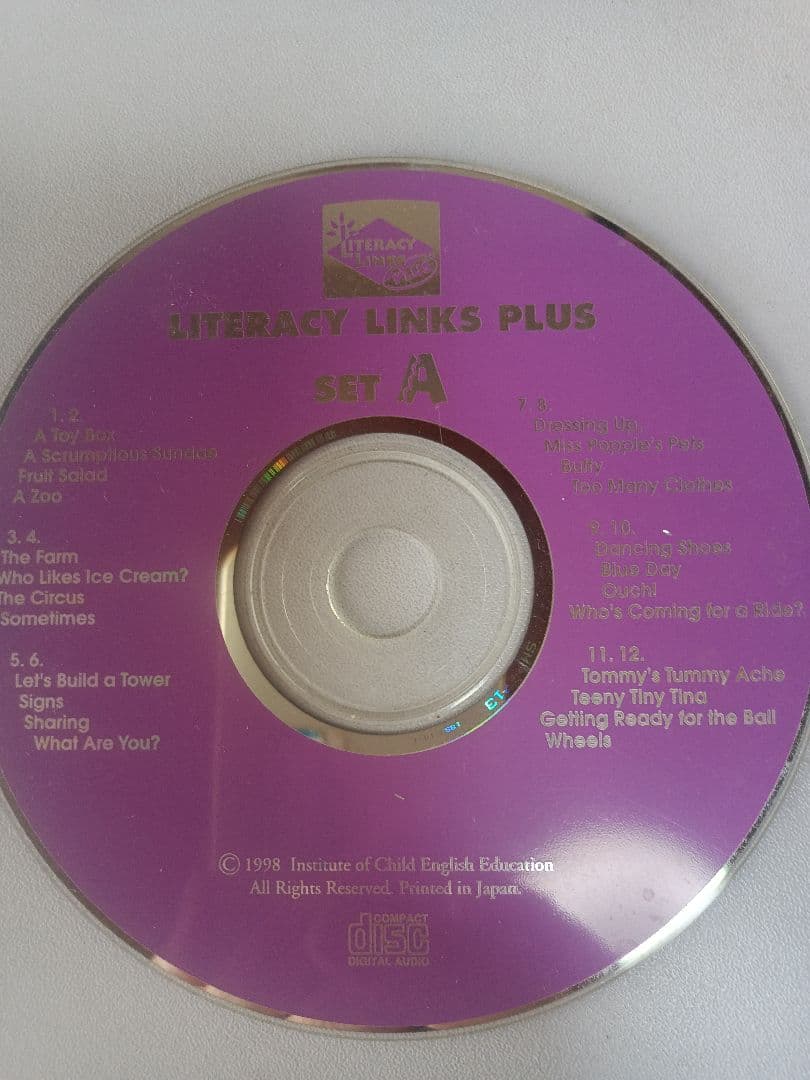 LITERACY
LINKS
Plus
LITERACY LINKS PLUS
SET A
1. 2.
A Toy Box
A Scrumptious Sundae
Fruit Salad
A Zoo
3. 4.
The Farm
Who Likes Ice Cream?
The Circus
Sometimes
5. 6.
Let's Build a Tower
Signs
Sharing
What Are You?
7. 8.
Dressing Up,
Miss Popple's Pets
Buffy
Too Many Clothes
9. 10.
Dancing Shoes
Blue Day
Ouch!
Who's Coming for a Ride?
11. 12.
Tommy's Tummy Ache
Teeny Tiny Tina
Getting Ready for the Ball
Wheels
© 1998 Institute of Child English Education
All Rights Reserved. Printed in Japan.
COMPACT
disc
DIGITAL AUDIO